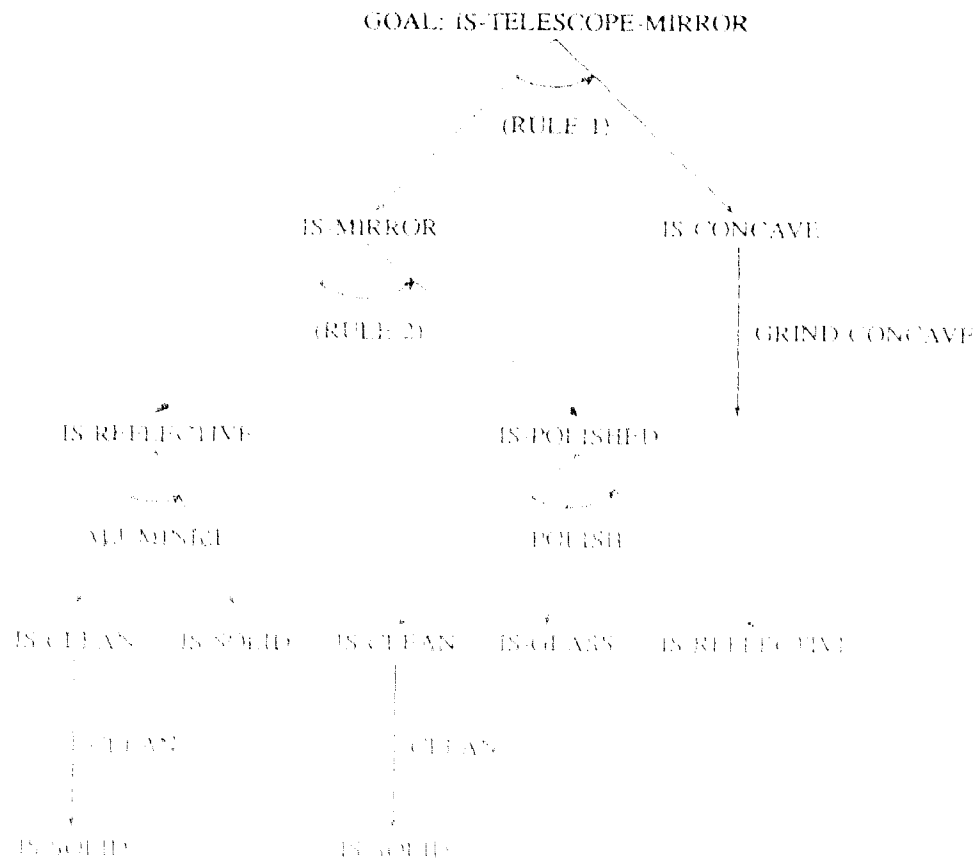 GOAL: IS-TELESCOPE-MIRROR
(RULE 1)
IS-MIRROR IS-CONCAVE
(RULE 2) GRIND-CONCAVE
IS-REFLECTIVE IS-POLISHED
ALUMINIZE POLISH
IS-CLEAN IS-SOLID IS-CLEAN IS-GLASS IS-REFLECTIVE
CLEAN CLEAN
IS-SOLID IS-SOLID